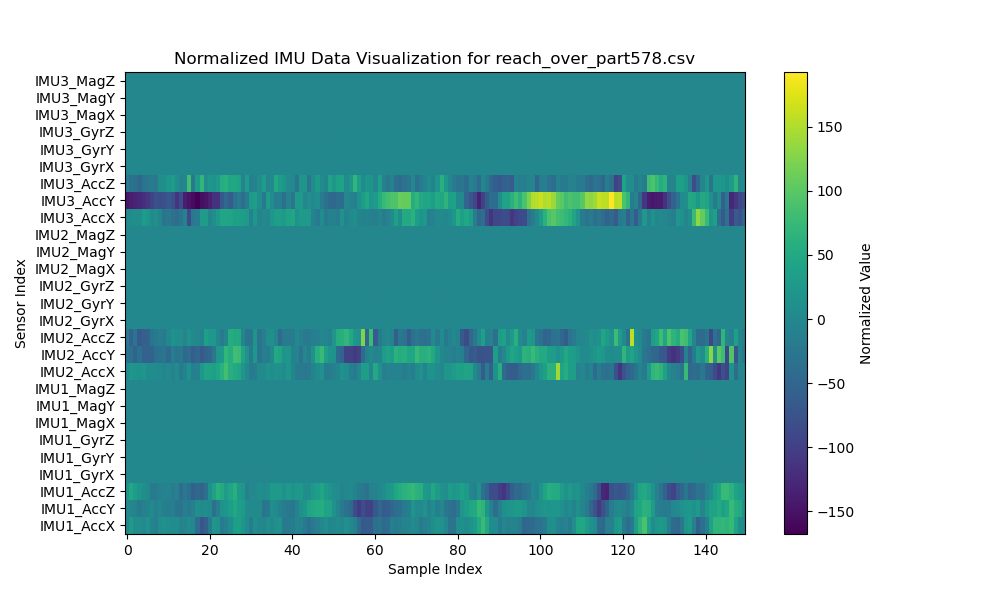 Normalized IMU Data Visualization for reach_over_part578.csv
IMU3_MagZ
IMU3_MagY
IMU3_MagX
IMU3_GyrZ
IMU3_GyrY
IMU3_GyrX
IMU3_AccZ
IMU3_AccY
IMU3_AccX
IMU2_MagZ
IMU2_MagY
IMU2_MagX
IMU2_GyrZ
IMU2_GyrY
IMU2_GyrX
IMU2_AccZ
IMU2_AccY
IMU2_AccX
IMU1_MagZ
IMU1_MagY
IMU1_MagX
IMU1_GyrZ
IMU1_GyrY
IMU1_GyrX
IMU1_AccZ
IMU1_AccY
IMU1_AccX
Sensor Index
0 20 40 60 80 100 120 140
Sample Index
150
100
50
0
−50
−100
−150
Normalized Value